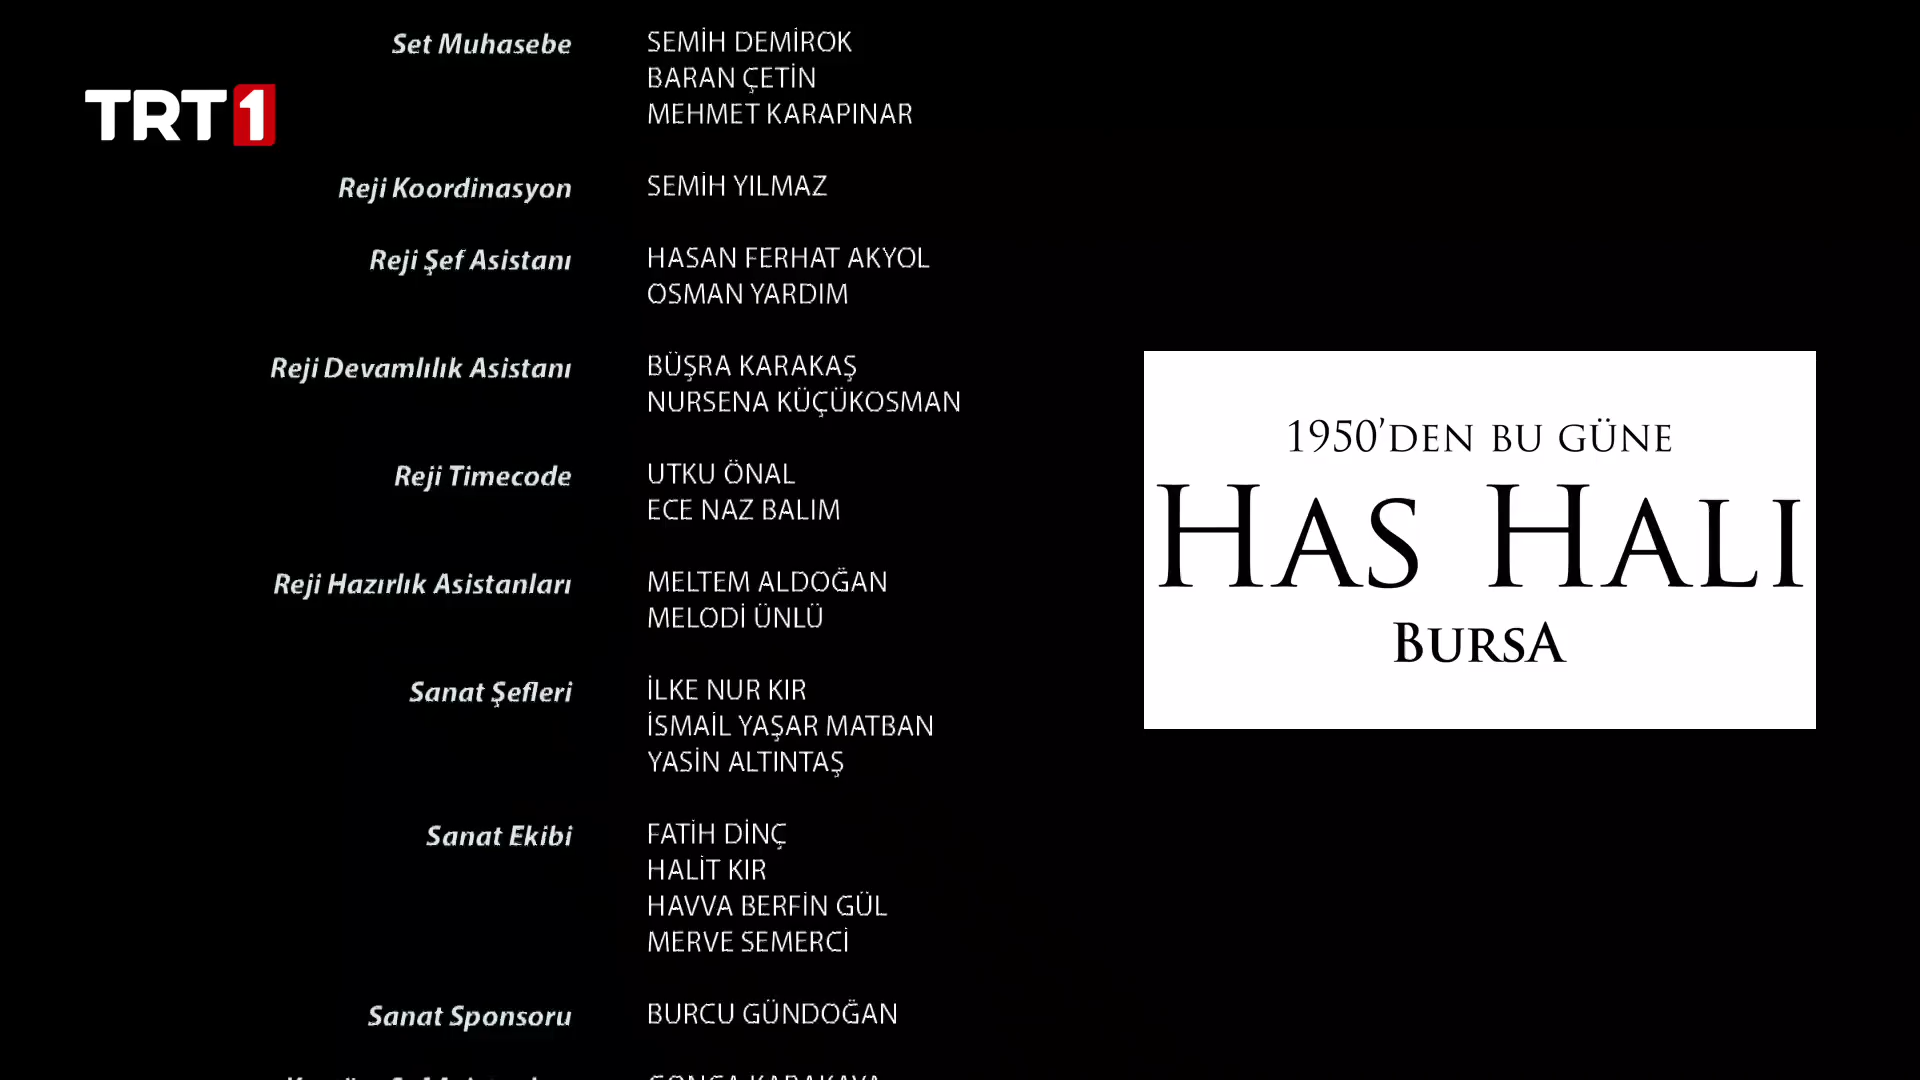 Set Muhasebe SEMİH DEMİROK
BARAN ÇETİN
MEHMET KARAPINAR
TRT 1
Reji Koordinasyon SEMİH YILMAZ
Reji Şef Asistanı HASAN FERHAT AKYOL
OSMAN YARDIM
Reji Devamlılık Asistanı BÜŞRA KARAKAŞ
NURSENA KÜÇÜKOSMAN
Reji Timecode UTKU ÖNAL
ECE NAZ BALIM
Reji Hazırlık Asistanları MELTEM ALDOĞAN
MELODİ ÜNLÜ
Sanat Şefleri İLKE NUR KIR
İSMAİL YAŞAR MATBAN
YASİN ALTINTAŞ
Sanat Ekibi FATİH DİNÇ
HALİT KIR
HAVVA BERFİN GÜL
MERVE SEMERCİ
Sanat Sponsoru BURCU GÜNDOĞAN
1950'DEN BU GÜNE
HAS HALI
BURSA